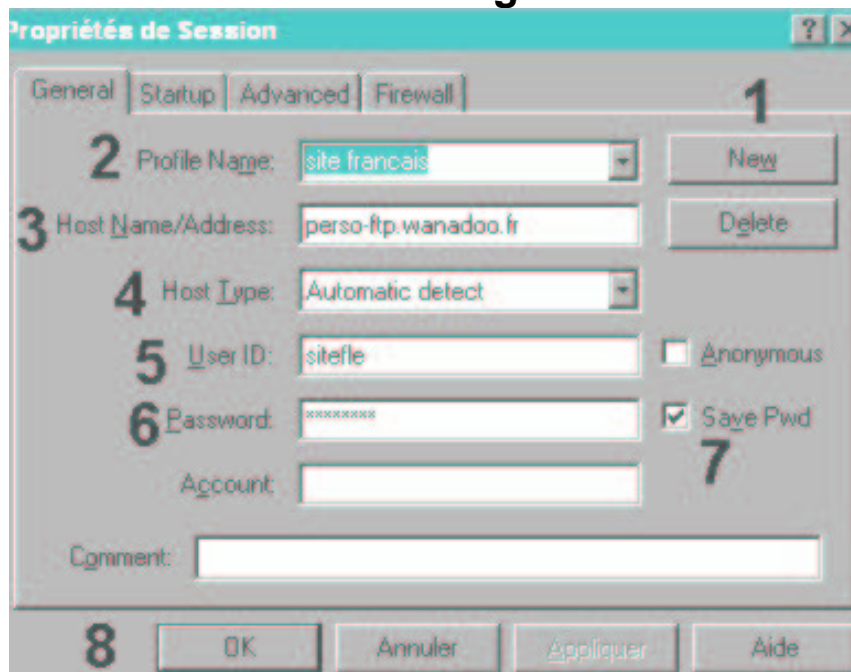 Propriétés de Session
General Startup Advanced Firewall
1
2 Profile Name: site francais New
3 Host Name/Address: perso-ftp.wanadoo.fr Delete
4 Host Type: Automatic detect
5 User ID: sitefle Anonymous
6 Password: ******** Save Pwd
7
Account:
Comment:
8 OK Annuler Appliquer Aide